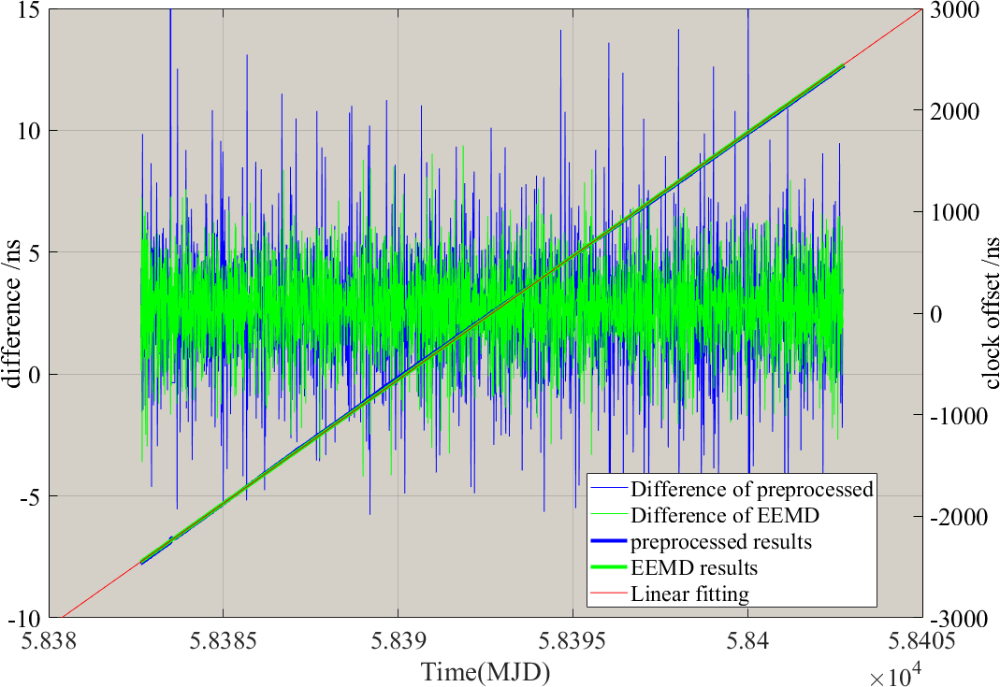 15
10
5
0
-5
-10
difference /ns
3000
2000
1000
0
-1000
-2000
-3000
clock offset /ns
Difference of preprocessed
Difference of EEMD
preprocessed results
EEMD results
Linear fitting
5.838 5.8385 5.839 5.8395 5.84 5.8405
Time(MJD)
×10⁴